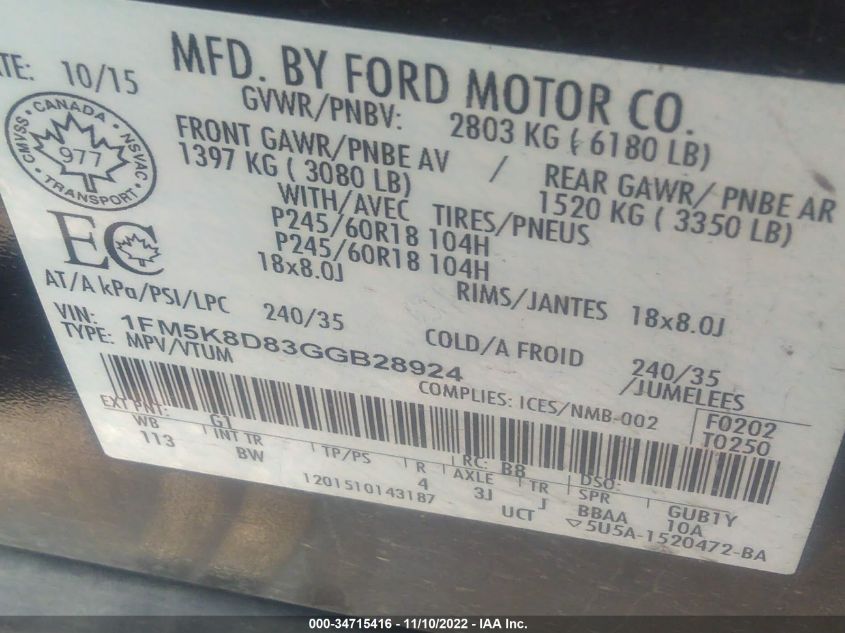 ATE: 10/15
MFD. BY FORD MOTOR CO.
GVWR/PNBV: 2803 KG ( 6180 LB)
FRONT GAWR/PNBE AV / REAR GAWR/ PNBE AR
1397 KG ( 3080 LB) 1520 KG ( 3350 LB)
WITH/AVEC TIRES/PNEUS
P245/60R18 104H
P245/60R18 104H
18x8.0J RIMS/JANTES 18x8.0J
AT/A kPa/PSI/LPC 240/35 COLD/A FROID 240/35
VIN: 1FM5K8D83GGB28924 /JUMELEES
TYPE: MPV/VTUM
COMPLIES: ICES/NMB-002
F0202
T0250
EXT PNT: G1 RC: B8 DSO:
WB INT TR TP/PS R AXLE TR SPR GUB1Y
113 BW 4 3J J BBAA 10A
1201510143187 UCT ▽5U5A-1520472-BA
CANADA
CMVSS NSVAC
977
TRANSPORT
EC
000-34715416 - 11/10/2022 - IAA Inc.